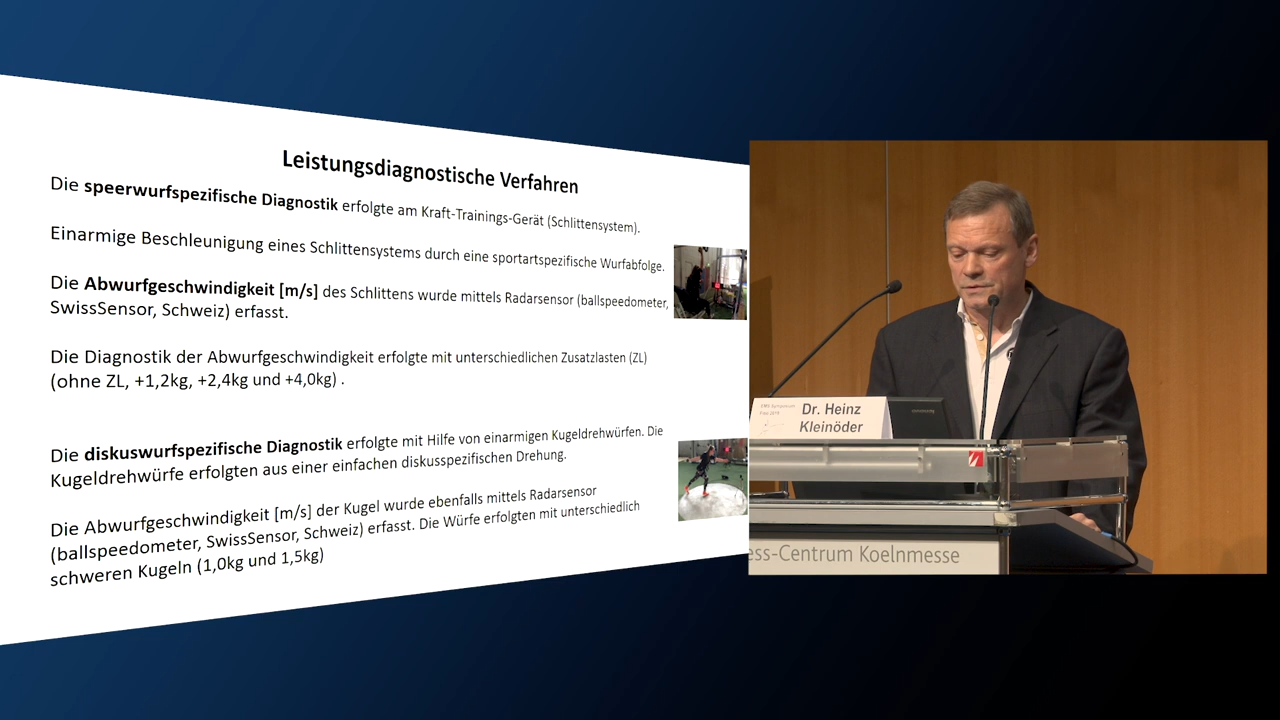 Leistungsdiagnostische Verfahren
Die speerwurfspezifische Diagnostik erfolgte am Kraft-Trainings-Gerät (Schlittensystem).
Einarmige Beschleunigung eines Schlittensystems durch eine sportartspezifische Wurfabfolge.
Die Abwurfgeschwindigkeit [m/s] des Schlittens wurde mittels Radarsensor (ballspeedometer,
SwissSensor, Schweiz) erfasst.
Die Diagnostik der Abwurfgeschwindigkeit erfolgte mit unterschiedlichen Zusatzlasten (ZL)
(ohne ZL, +1,2kg, +2,4kg und +4,0kg) .
Die diskuswurfspezifische Diagnostik erfolgte mit Hilfe von einarmigen Kugeldrehwürfen. Die
Kugeldrehwürfe erfolgten aus einer einfachen diskusspezifischen Drehung.
Die Abwurfgeschwindigkeit [m/s] der Kugel wurde ebenfalls mittels Radarsensor
(ballspeedometer, SwissSensor, Schweiz) erfasst. Die Würfe erfolgten mit unterschiedlich
schweren Kugeln (1,0kg und 1,5kg)
Dr. Heinz
Kleinöder
ess-Centrum Koelnmesse